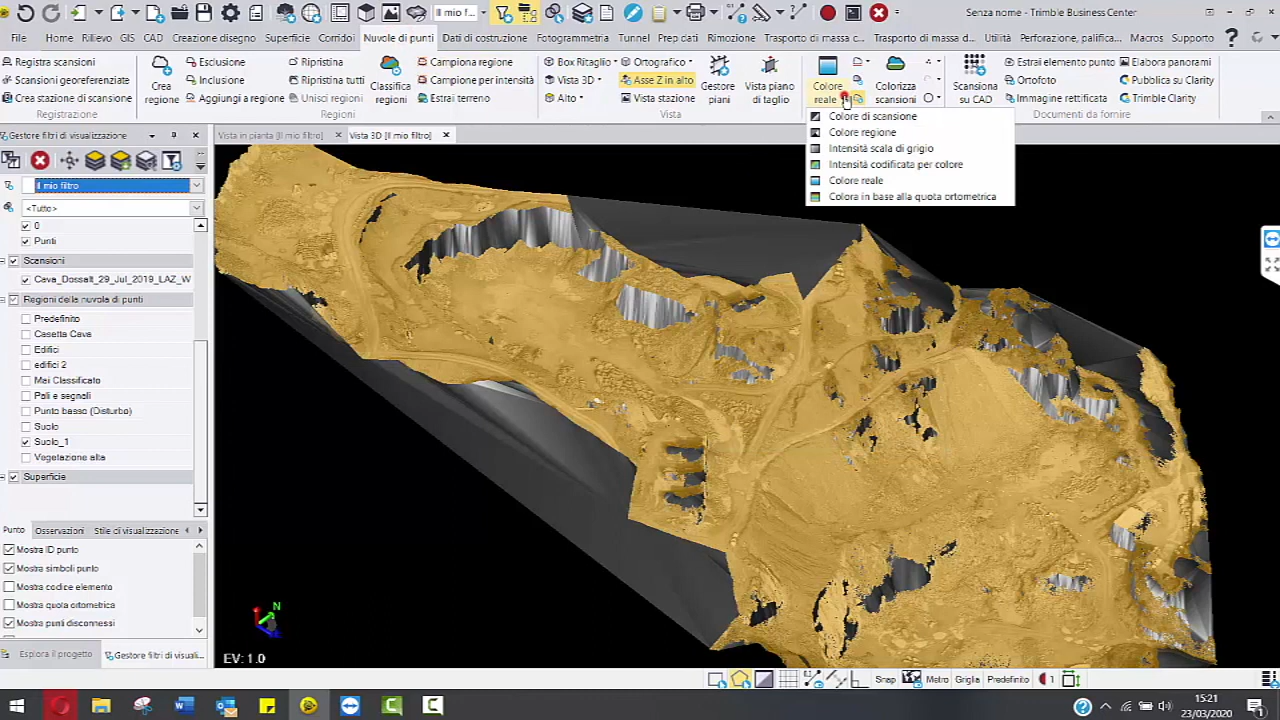 Il mio f...
Senza nome - Trimble Business Center
File Home Rilievo GIS CAD Creazione disegno Superficie Corridoi Nuvole di punti Dati di costruzione Fotogrammetria Tunnel Prep dati Rimozione Trasporto di massa c... Trasporto di massa d... Utilità Perforazione, palifica... Macros Supporto
Registra scansioni
Scansioni georeferenziate
Crea stazione di scansione
Registrazione
Crea regione
Esclusione
Inclusione
Aggiungi a regione
Ripristina
Ripristina tutti
Ritaglio
Classifica regioni
Campiona regione
Campione per intensità
Estrai terreno
Regioni
Box Ritaglio
Vista 3D
Alto
Ortografico
Asse Z in alto
Vista stazione
Gestore piani
Vista piano di taglio
Vista
Colore reale
Colorizza scansioni
Scansiona su CAD
Estrai elemento punto
Ortofoto
Immagine rettificata
Elabora panorami
Pubblica su Clarity
Trimble Clarity
Documenti da fornire
Colore di scansione
Colore regione
Intensità scala di grigio
Intensità codificata per colore
Colore reale
Colora in base alla quota ortometrica
Gestore filtri di visualizzazione
Vista in pianta [Il mio filtro]
Vista 3D [Il mio filtro]
Il mio filtro
<Tutto>
0
Punti
Scansioni
Cava_Dossalt_29_Jul_2019_LAZ_W
Regioni della nuvola di punti
Predefinito
Casetta Cava
Edifici
edifici 2
Mai Classificato
Pali e segnali
Punto basso (Disturbo)
Suolo
Suolo_1
Vegetazione alta
Superficie
Punto Osservazioni Stile di visualizzazione
Mostra ID punto
Mostra simboli punto
Mostra codice elemento
Mostra quota ortometrica
Mostra punti disconnessi
Esplora il progetto
Gestore filtri di visuali...
N
EV: 1.0
Snap Metro Griglia Predefinito 1
15:21
23/03/2020